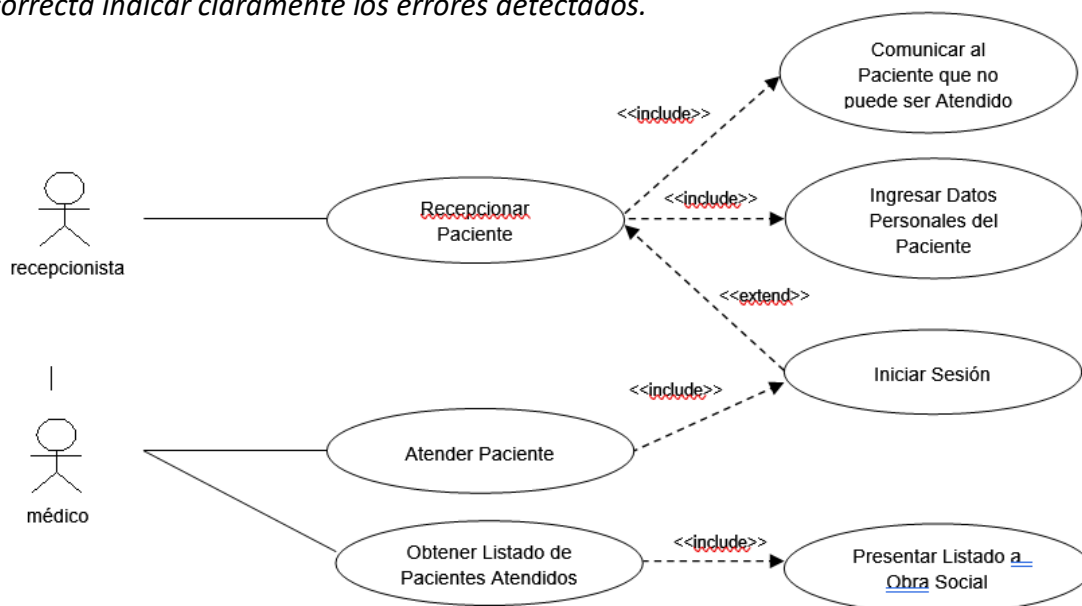 correcta indicar claramente los errores detectados.
Comunicar al
Paciente que no
puede ser Atendido
<<include>>
<<include>>
Ingresar Datos
Personales del
Paciente
Recepcionar
Paciente
recepcionista
<<extend>>
Iniciar Sesión
<<include>>
Atender Paciente
médico
<<include>>
Obtener Listado de
Pacientes Atendidos
Presentar Listado a
Obra Social